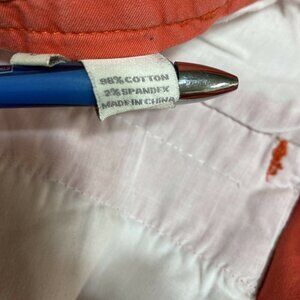 98% COTTON
2% SPANDEX
MADE IN CHINA